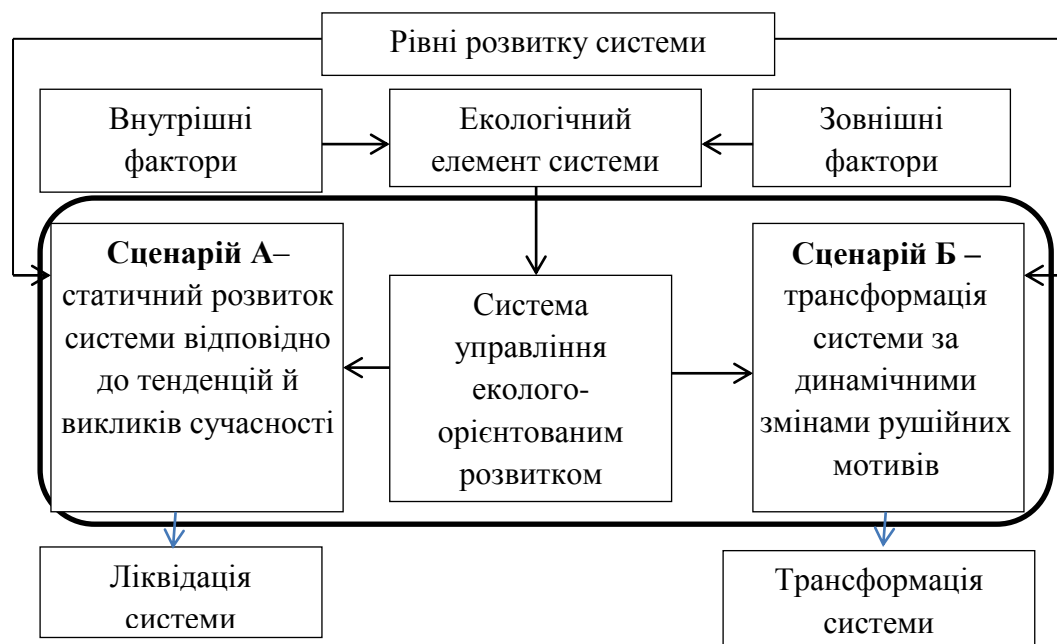 Рівні розвитку системи
Внутрішні
фактори
Екологічний
елемент системи
Зовнішні
фактори
Сценарій А–
статичний розвиток
системи відповідно
до тенденцій й
викликів сучасності
Система
управління
еколого-
орієнтованим
розвитком
Сценарій Б –
трансформація
системи за
динамічними
змінами рушійних
мотивів
Ліквідація
системи
Трансформація
системи